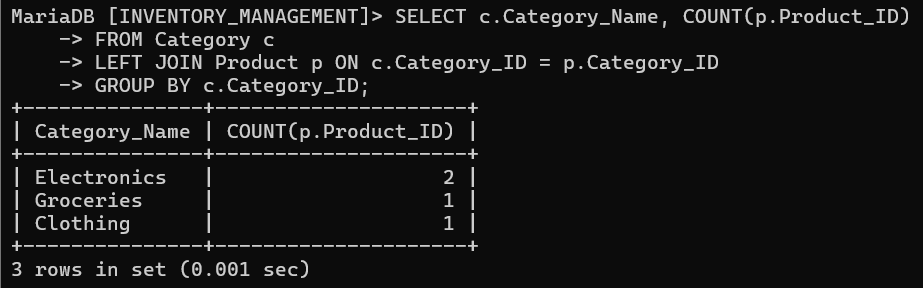 MariaDB [INVENTORY_MANAGEMENT]> SELECT c.Category_Name, COUNT(p.Product_ID)
    -> FROM Category c
    -> LEFT JOIN Product p ON c.Category_ID = p.Category_ID
    -> GROUP BY c.Category_ID;
+---------------+---------------------+
| Category_Name | COUNT(p.Product_ID) |
+---------------+---------------------+
| Electronics   |                   2 |
| Groceries     |                   1 |
| Clothing      |                   1 |
+---------------+---------------------+
3 rows in set (0.001 sec)